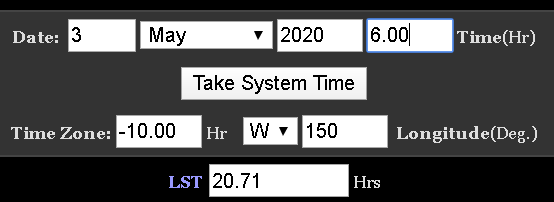 Date: 3 May 2020 6.00 Time(Hr)
Take System Time
Time Zone: -10.00 Hr W 150 Longitude(Deg.)
LST 20.71 Hrs